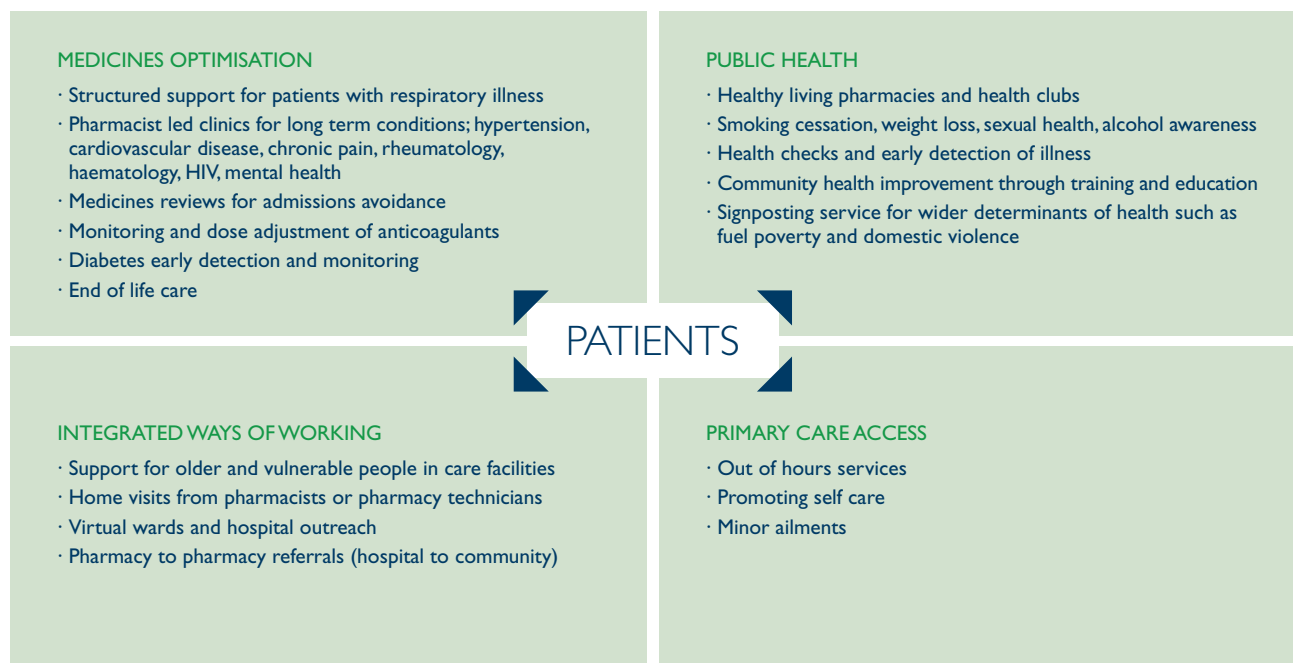 MEDICINES OPTIMISATION
· Structured support for patients with respiratory illness
· Pharmacist led clinics for long term conditions; hypertension,
cardiovascular disease, chronic pain, rheumatology,
haematology, HIV, mental health
· Medicines reviews for admissions avoidance
· Monitoring and dose adjustment of anticoagulants
· Diabetes early detection and monitoring
· End of life care
PUBLIC HEALTH
· Healthy living pharmacies and health clubs
· Smoking cessation, weight loss, sexual health, alcohol awareness
· Health checks and early detection of illness
· Community health improvement through training and education
· Signposting service for wider determinants of health such as
fuel poverty and domestic violence
PATIENTS
INTEGRATED WAYS OF WORKING
· Support for older and vulnerable people in care facilities
· Home visits from pharmacists or pharmacy technicians
· Virtual wards and hospital outreach
· Pharmacy to pharmacy referrals (hospital to community)
PRIMARY CARE ACCESS
· Out of hours services
· Promoting self care
· Minor ailments